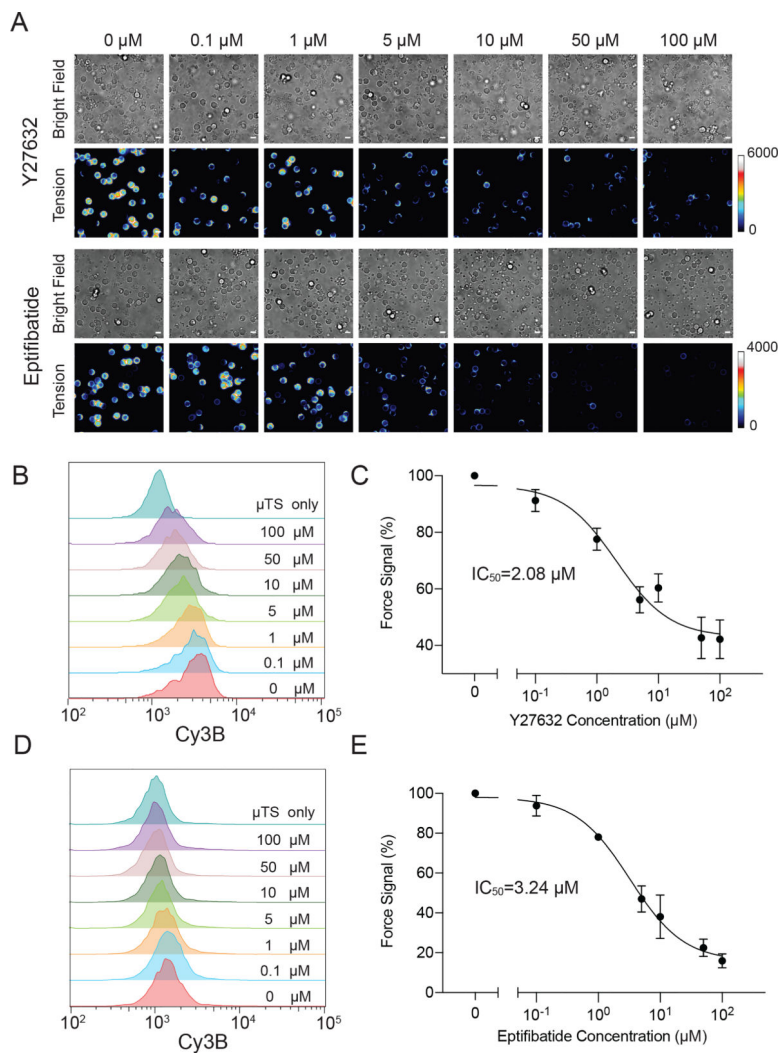 A
0 µM 0.1 µM 1 µM 5 µM 10 µM 50 µM 100 µM
Y27632
Bright Field
Tension
6000
0
Eptifibatide
Bright Field
Tension
4000
0
B
µTS only
100 µM
50 µM
10 µM
5 µM
1 µM
0.1 µM
0 µM
10² 10³ 10⁴ 10⁵
Cy3B
C
Force Signal (%)
100
80
60
40
IC₅₀=2.08 µM
0 10⁻¹ 10⁰ 10¹ 10²
Y27632 Concentration (µM)
D
µTS only
100 µM
50 µM
10 µM
5 µM
1 µM
0.1 µM
0 µM
10² 10³ 10⁴ 10⁵
Cy3B
E
Force Signal (%)
100
80
60
40
20
0
IC₅₀=3.24 µM
0 10⁻¹ 10⁰ 10¹ 10²
Eptifibatide Concentration (µM)